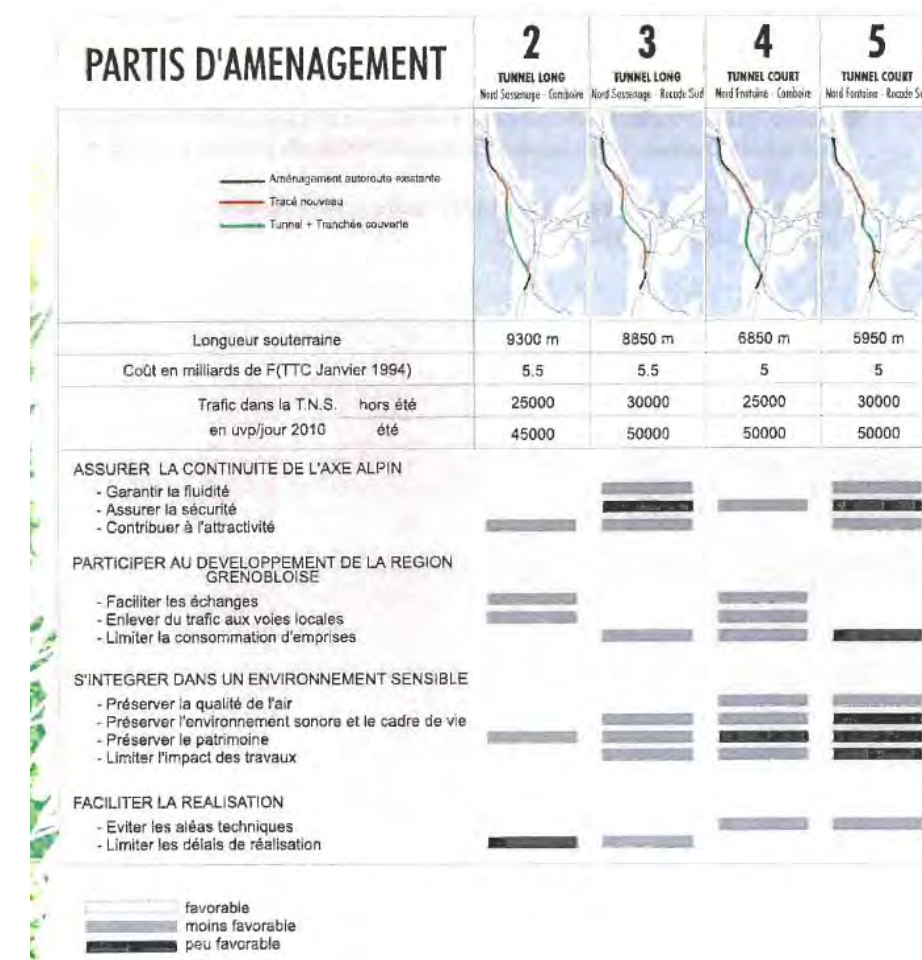 PARTIS D'AMENAGEMENT
2 3 4 5
TUNNEL LONG TUNNEL LONG TUNNEL COURT TUNNEL COURT
Nord Sassenage - Comboire Nord Sassenage - Rocade Sud Nord Fontaine - Comboire Nord Fontaine - Rocade S
Aménagement autoroute existante
Tracé nouveau
Tunnel + Tranchée couverte
Longueur souterraine 9300 m 8850 m 6850 m 5950 m
Coût en milliards de F(TTC Janvier 1994) 5.5 5.5 5 5
Trafic dans la T.N.S. hors été 25000 30000 25000 30000
en uvp/jour 2010 été 45000 50000 50000 50000
ASSURER LA CONTINUITE DE L'AXE ALPIN
- Garantir la fluidité
- Assurer la sécurité
- Contribuer à l'attractivité
PARTICIPER AU DEVELOPPEMENT DE LA REGION
GRENOBLOISE
- Faciliter les échanges
- Enlever du trafic aux voies locales
- Limiter la consommation d'emprises
S'INTEGRER DANS UN ENVIRONNEMENT SENSIBLE
- Préserver la qualité de l'air
- Préserver l'environnement sonore et le cadre de vie
- Préserver le patrimoine
- Limiter l'impact des travaux
FACILITER LA REALISATION
- Eviter les aléas techniques
- Limiter les délais de réalisation
favorable
moins favorable
peu favorable